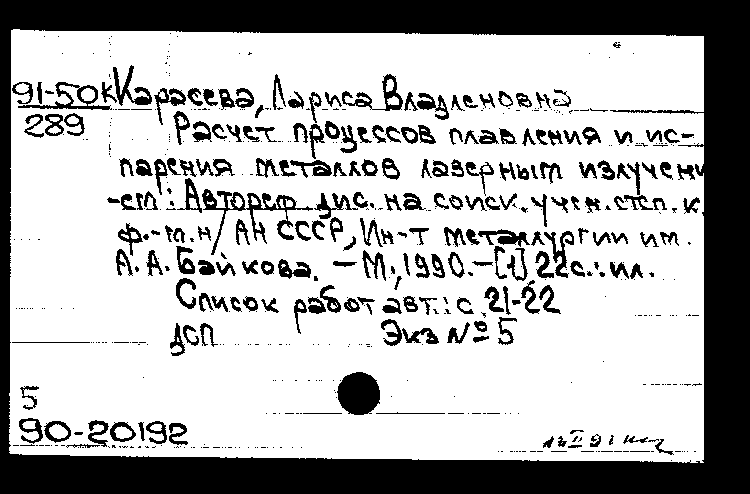 91-50к Карасева, Лариса Владленовна
289 Расчет процессов плавления и ис-
парения металлов лазерным излучени
-ем : Автореф. дис. на соиск. учен. степ. к.
ф.-м.н / АН СССР, Ин-т металлургии им.
А. А. Байкова. – М., 1990. – [1] 22с. : ил.
Список работ авт.: с. 21-22
ДСП Экз № 5
5
90-20192